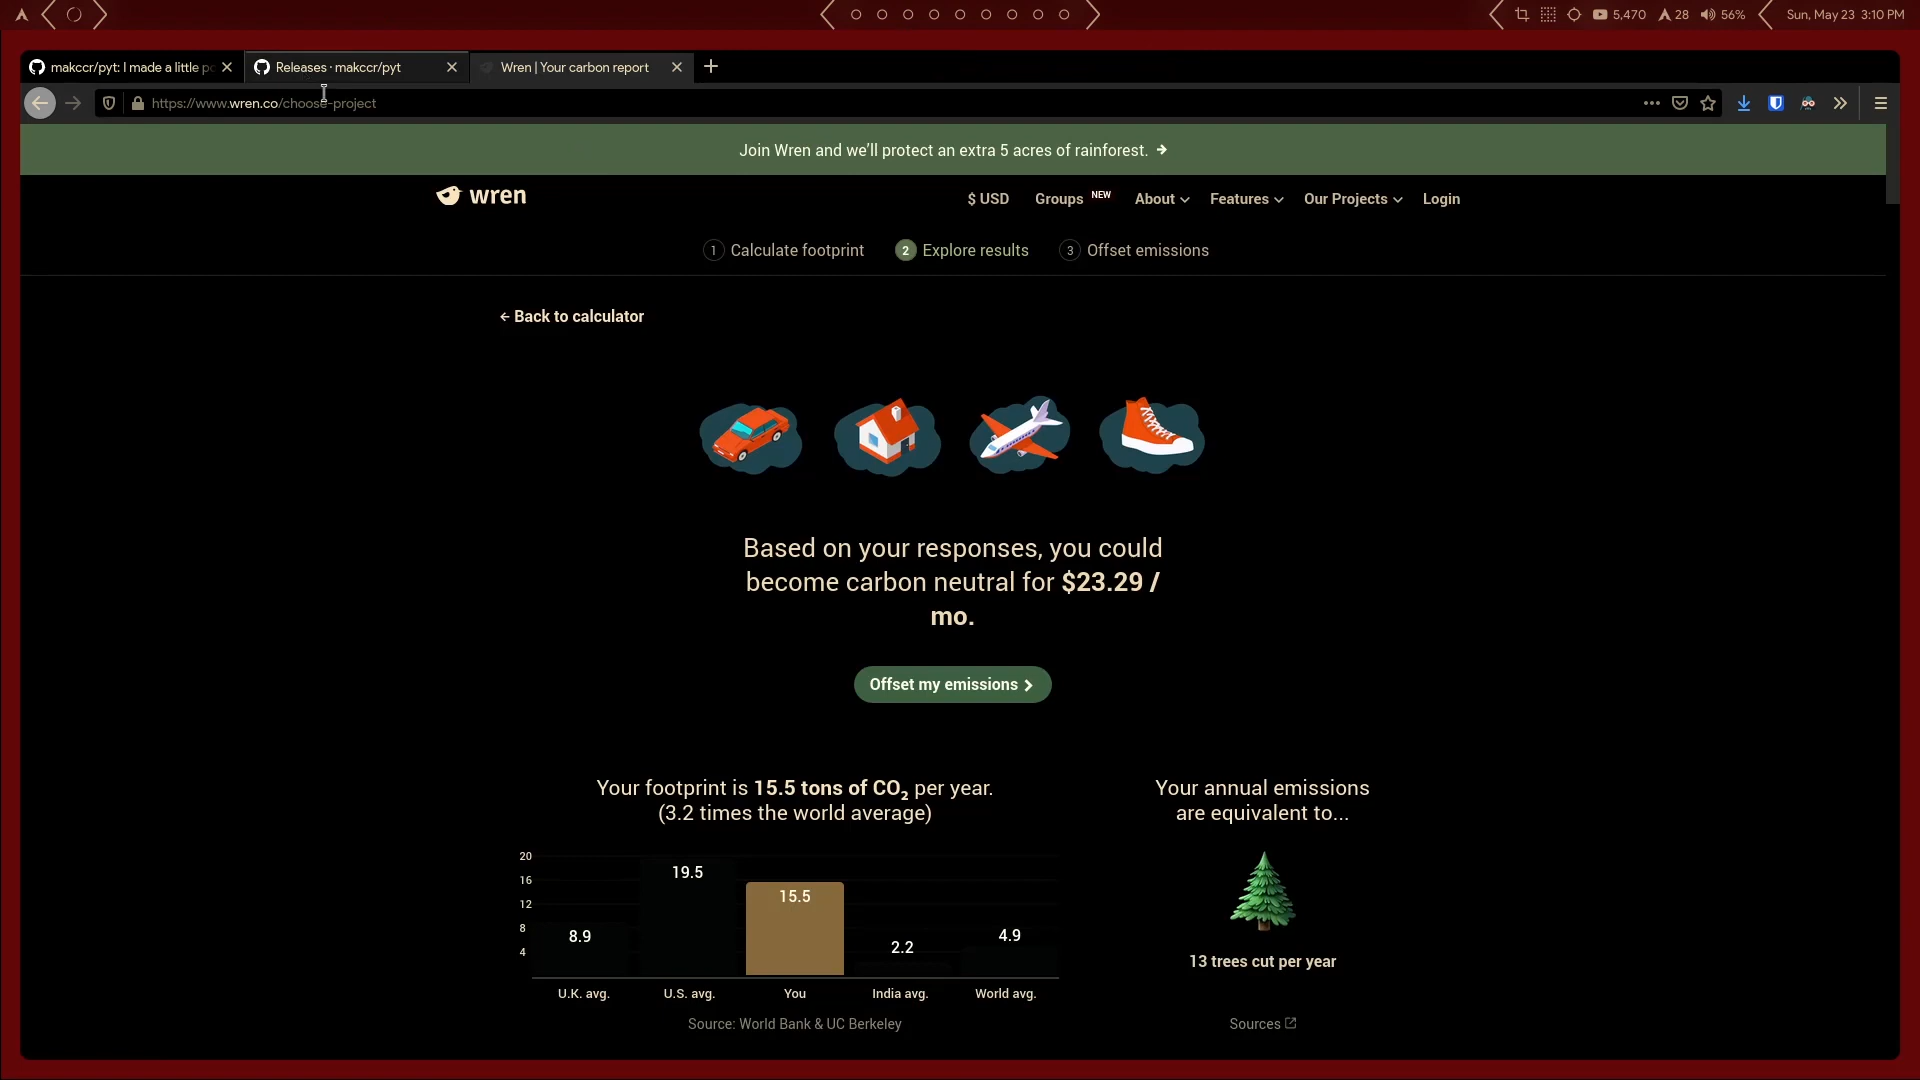 5,470
28
56%
Sun, May 23 3:10 PM
makccr/pyt: I made a little po
Releases · makccr/pyt
Wren | Your carbon report
https://www.wren.co/choose-project
Join Wren and we'll protect an extra 5 acres of rainforest.
wren
$ USD
Groups NEW
About
Features
Our Projects
Login
1 Calculate footprint
2 Explore results
3 Offset emissions
← Back to calculator
Based on your responses, you could
become carbon neutral for $23.29 /
mo.
Offset my emissions
Your footprint is 15.5 tons of CO₂ per year.
(3.2 times the world average)
20
16
12
8
4
8.9
19.5
15.5
2.2
4.9
U.K. avg.
U.S. avg.
You
India avg.
World avg.
Source: World Bank & UC Berkeley
Your annual emissions
are equivalent to...
13 trees cut per year
Sources